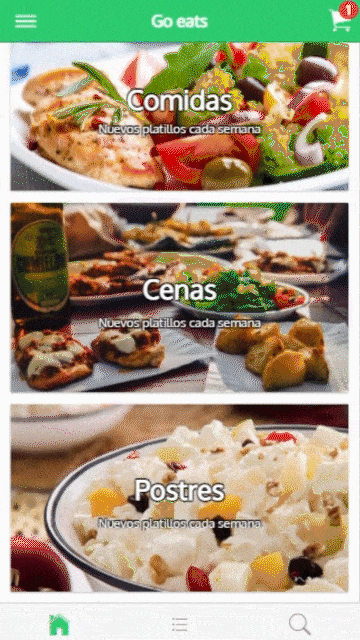 Go eats
1
Comidas
Nuevos platillos cada semana
Cenas
Nuevos platillos cada semana
Postres
Nuevos platillos cada semana